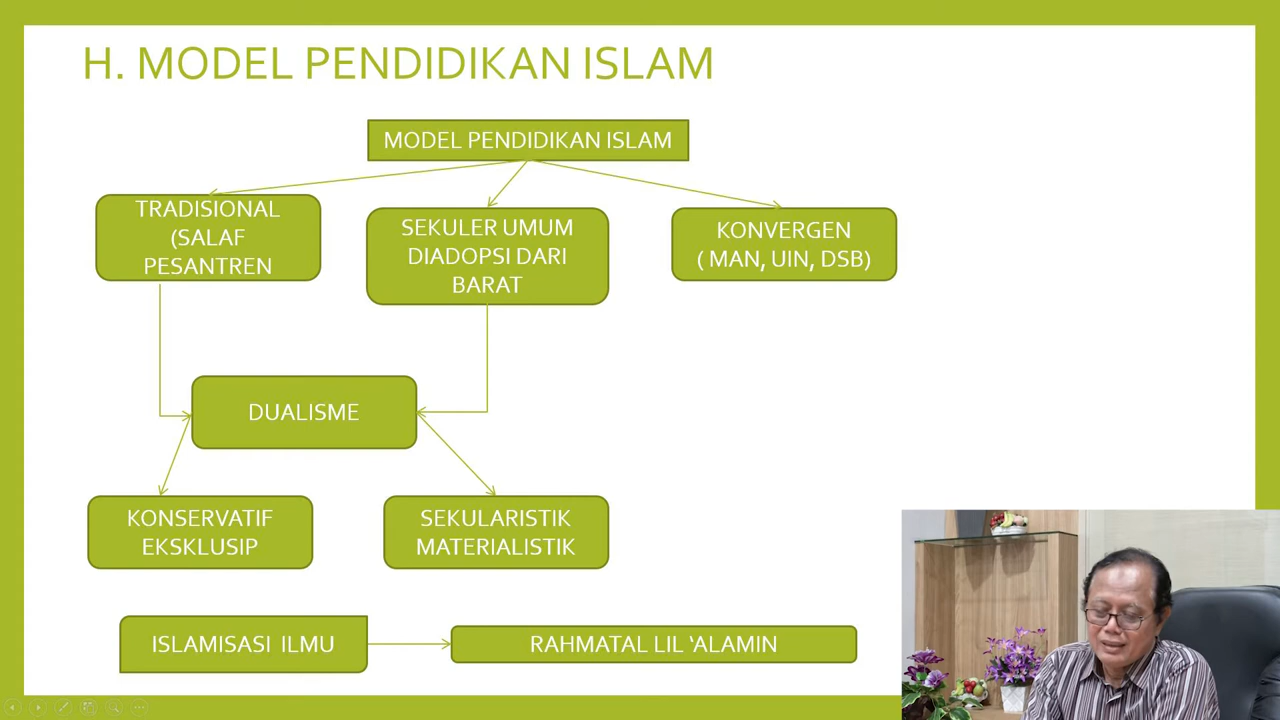 H. MODEL PENDIDIKAN ISLAM
MODEL PENDIDIKAN ISLAM
TRADISIONAL
(SALAF
PESANTREN
SEKULER UMUM
DIADOPSI DARI
BARAT
KONVERGEN
( MAN, UIN, DSB)
DUALISME
KONSERVATIF
EKSKLUSIP
SEKULARISTIK
MATERIALISTIK
ISLAMISASI ILMU
RAHMATAL LIL ‘ALAMIN